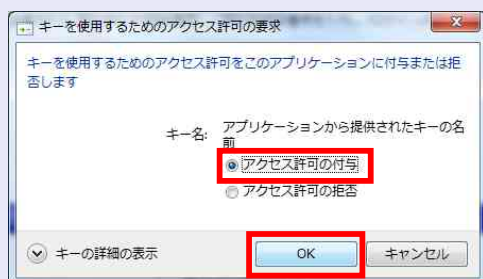 キーを使用するためのアクセス許可の要求
キーを使用するためのアクセス許可をこのアプリケーションに付与または拒
否します
キー名: アプリケーションから提供されたキーの名
前
アクセス許可の付与
アクセス許可の拒否
キーの詳細の表示
OK
キャンセル